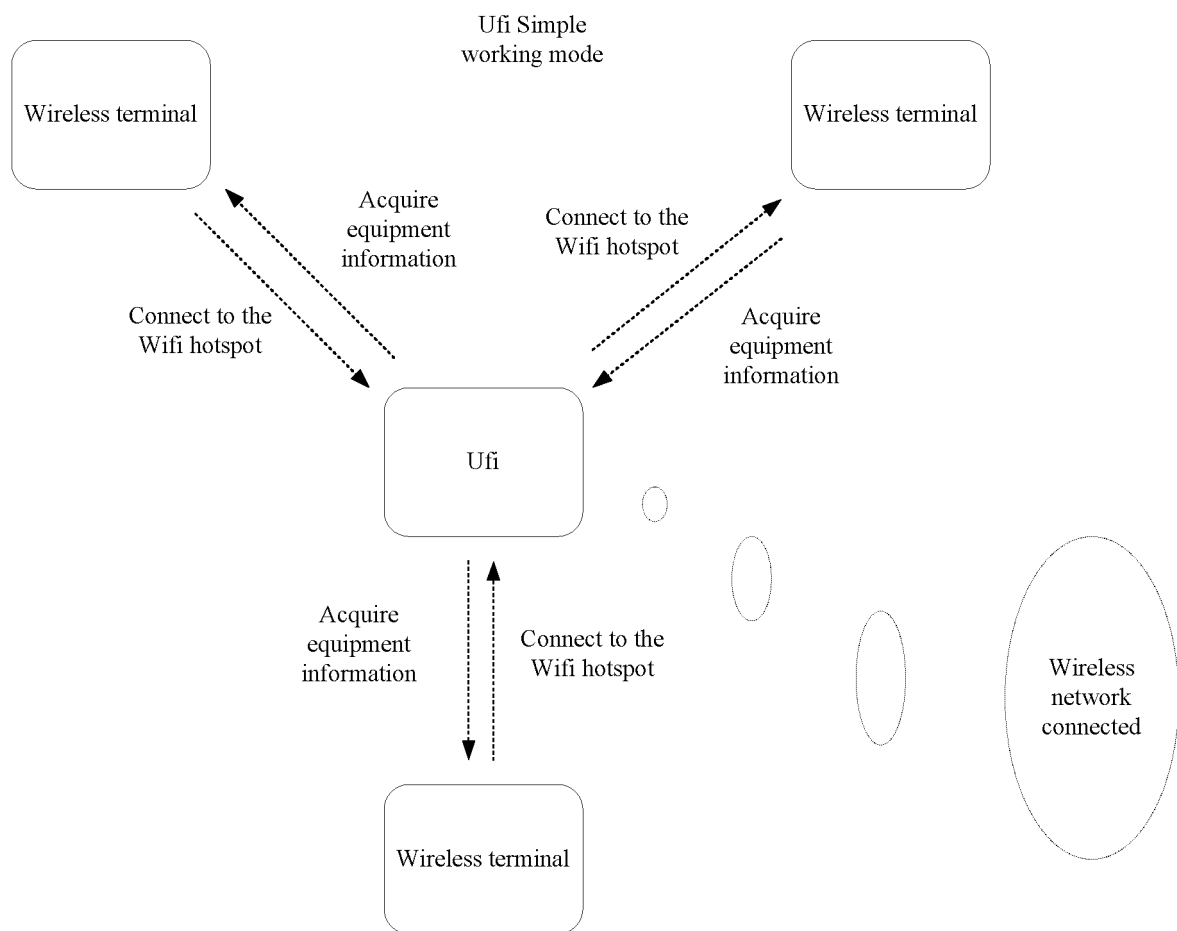 Ufi Simple
working mode
Wireless terminal
Wireless terminal
Acquire
equipment
information
Connect to the
Wifi hotspot
Connect to the
Wifi hotspot
Acquire
equipment
information
Ufi
Acquire
equipment
information
Connect to the
Wifi hotspot
Wireless
network
connected
Wireless terminal